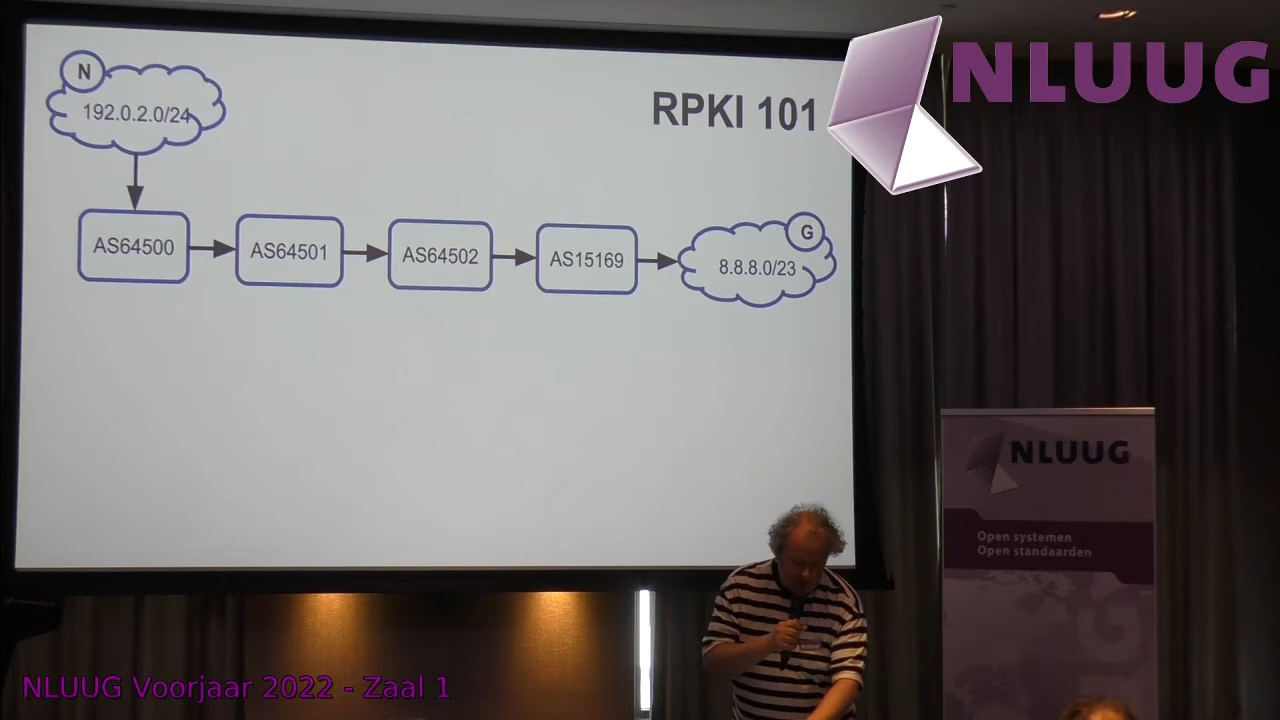 N
192.0.2.0/24
RPKI 101
NLUUG
AS64500
AS64501
AS64502
AS15169
G
8.8.8.0/23
NLUUG
Open systemen
Open standaarden
NLUUG Voorjaar 2022 - Zaal 1